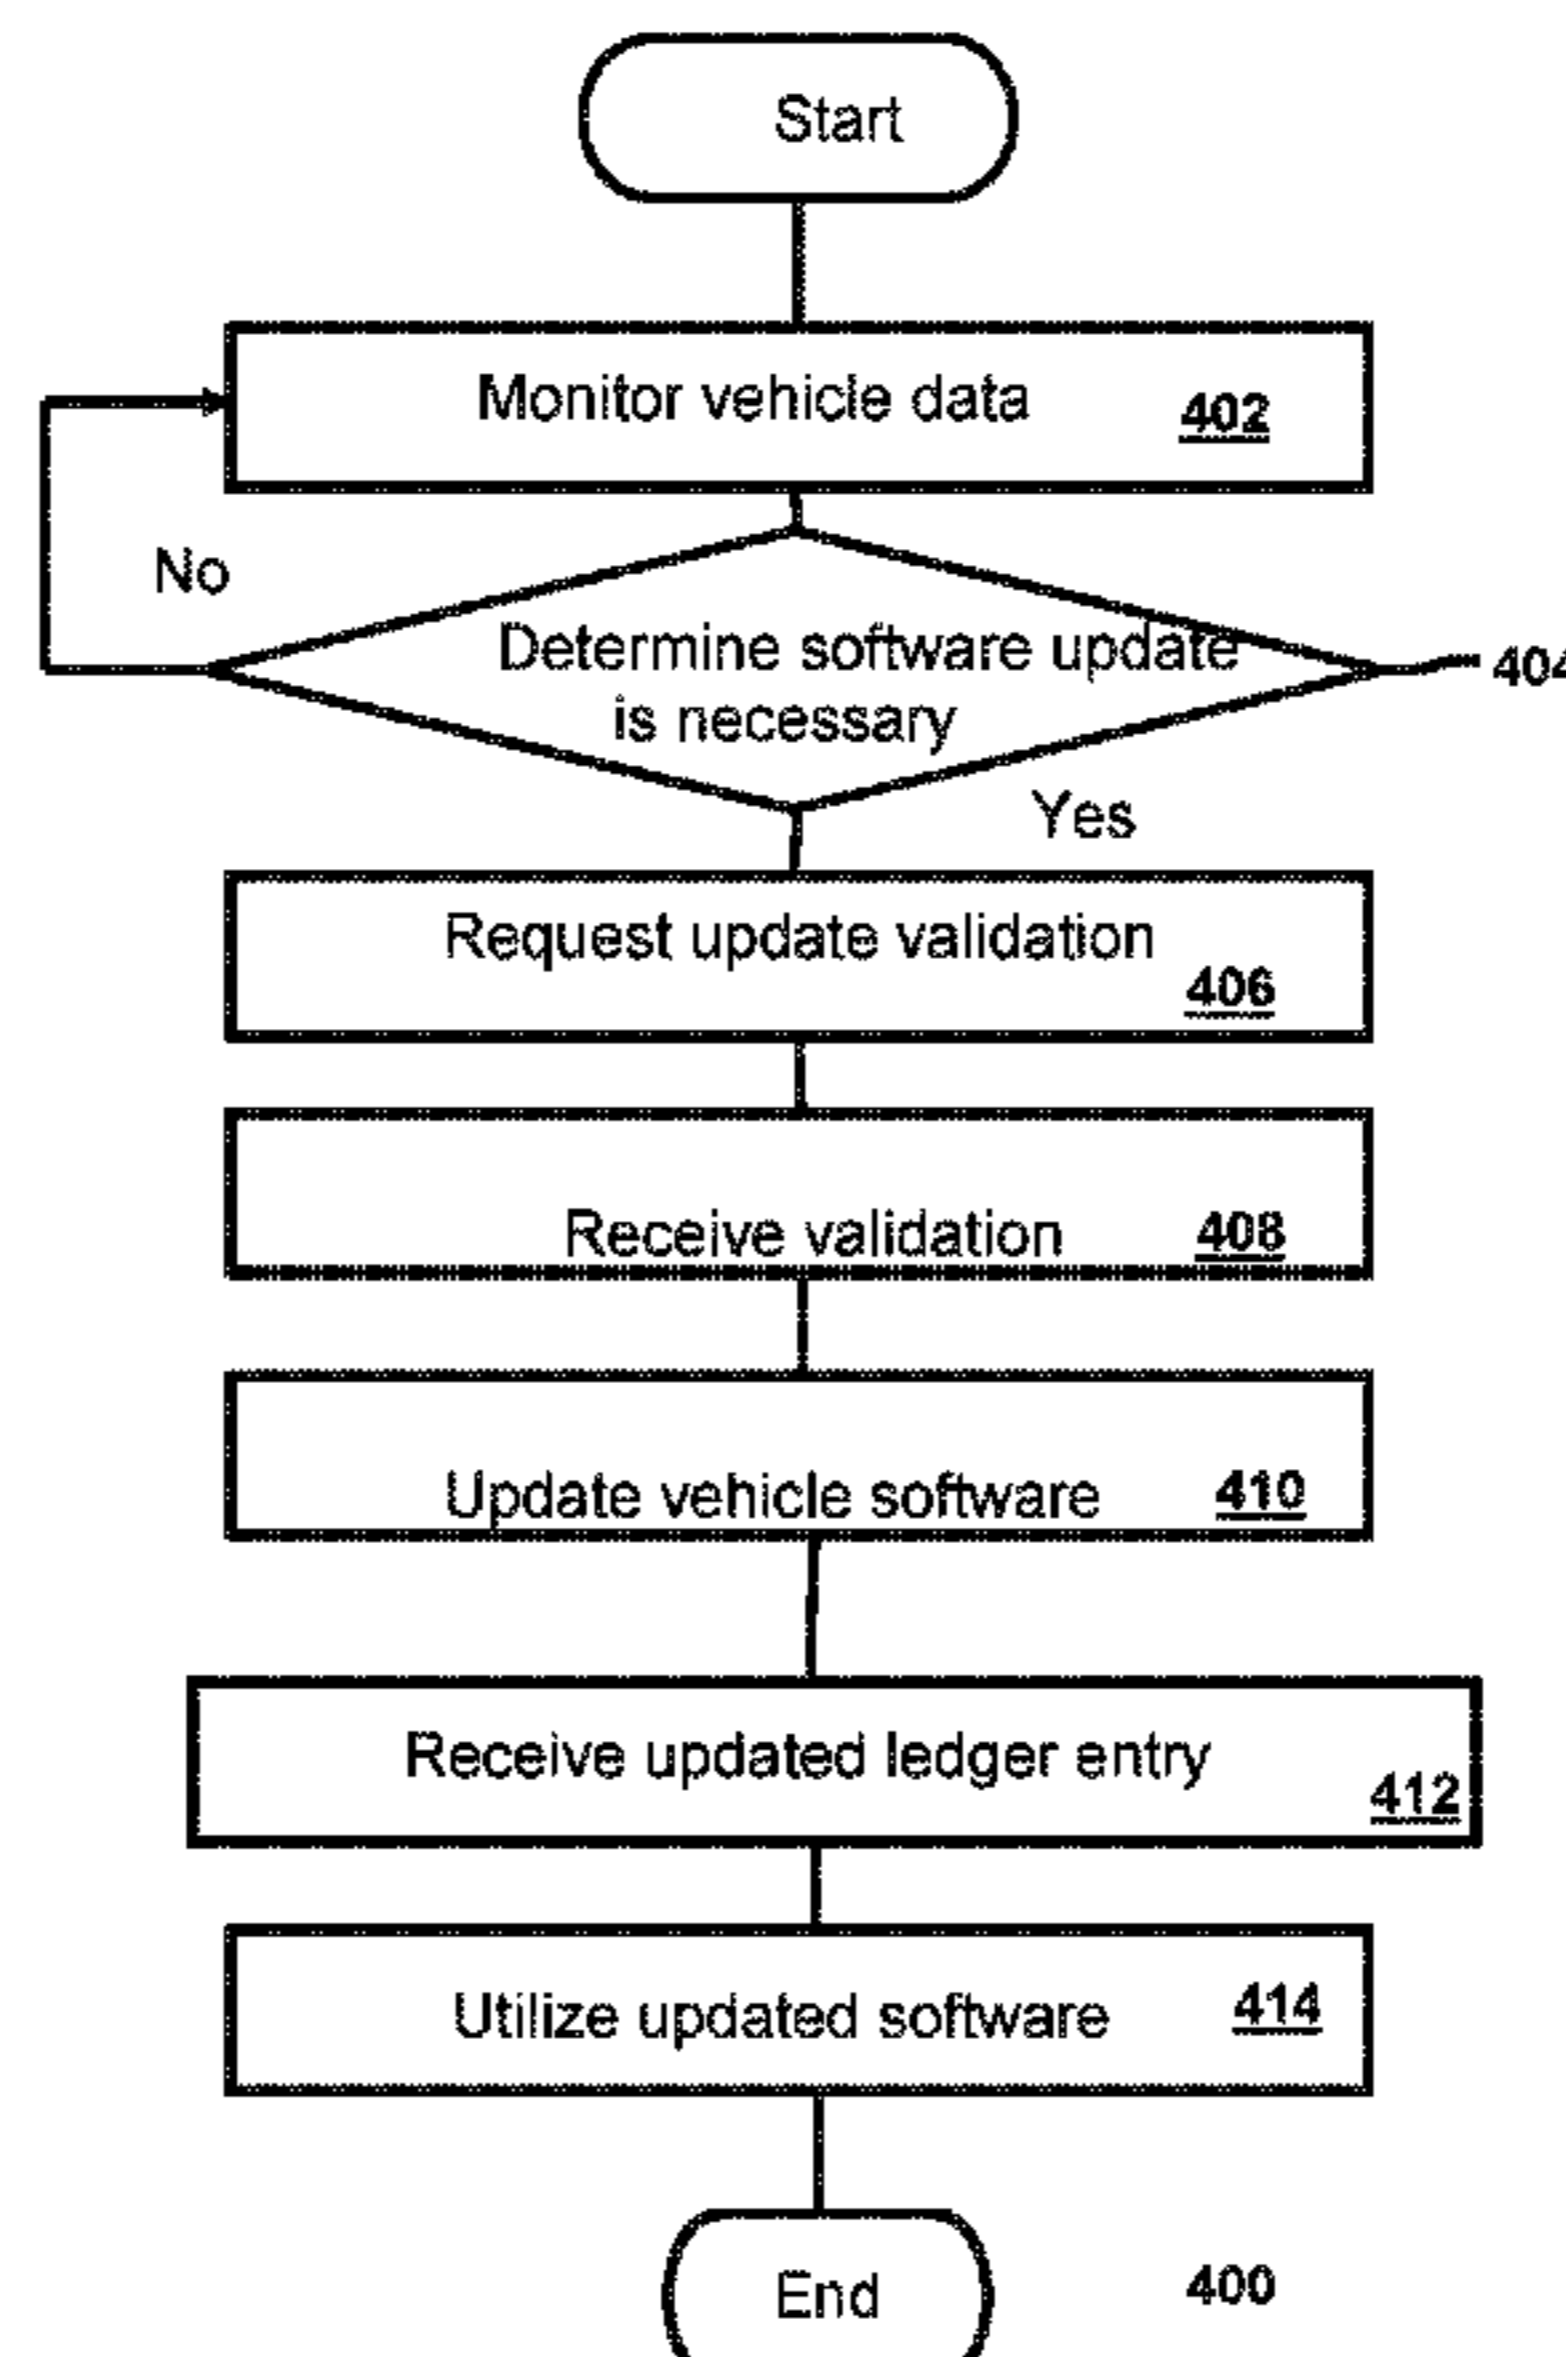 Start
Monitor vehicle data 402
No
Determine software update
is necessary
404
Yes
Request update validation
406
Receive validation 408
Update vehicle software 410
Receive updated ledger entry
412
Utilize updated software 414
End 400